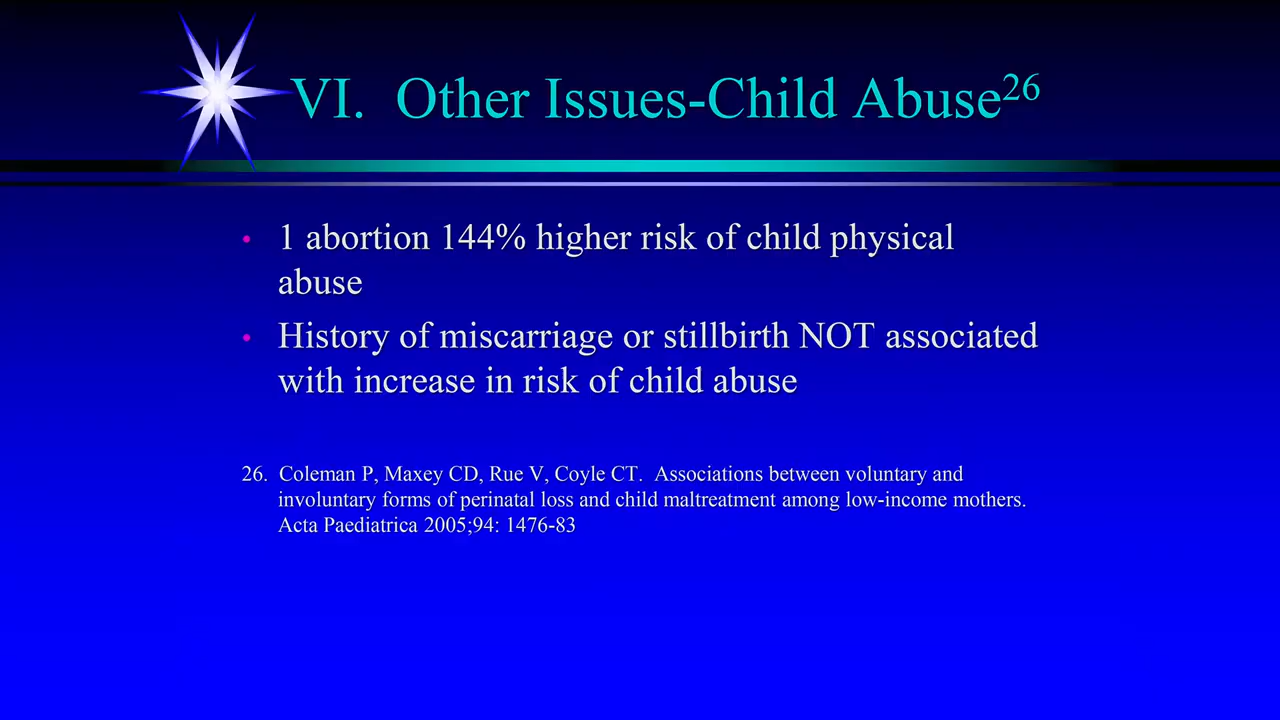 VI. Other Issues-Child Abuse26
• 1 abortion 144% higher risk of child physical
abuse
• History of miscarriage or stillbirth NOT associated
with increase in risk of child abuse
26. Coleman P, Maxey CD, Rue V, Coyle CT. Associations between voluntary and
involuntary forms of perinatal loss and child maltreatment among low-income mothers.
Acta Paediatrica 2005;94: 1476-83